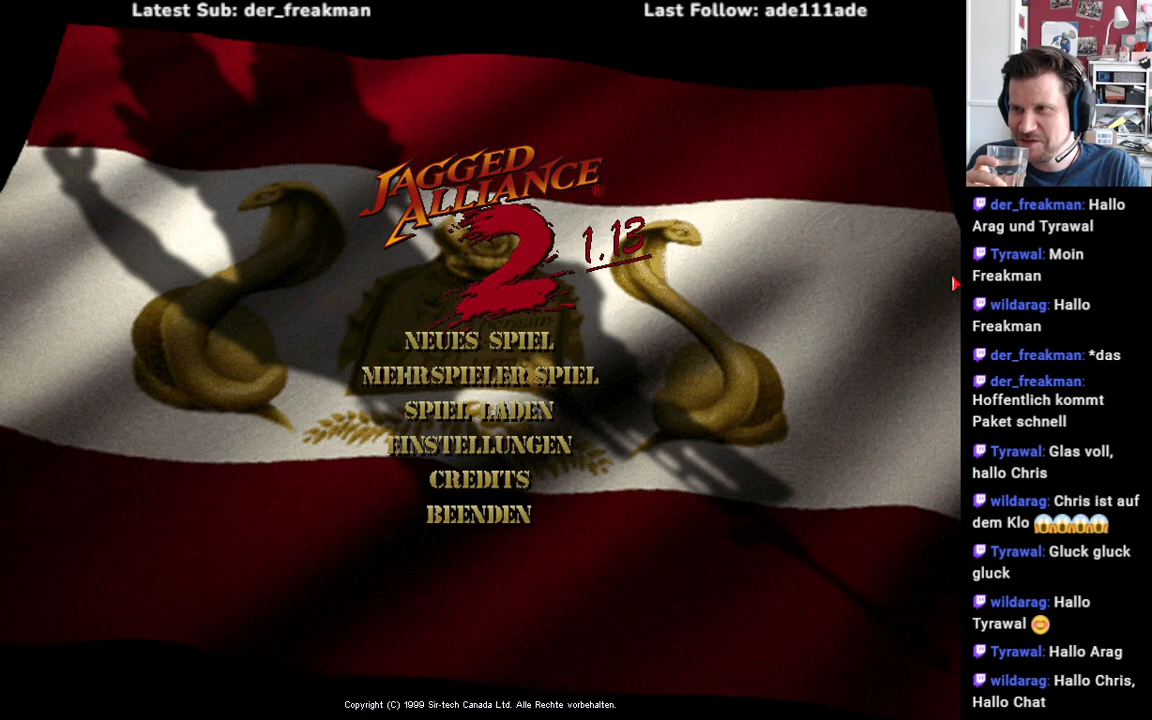 Latest Sub: der_freakman
Last Follow: ade111ade
JAGGED
ALLIANCE®
2
1.13
NEUES SPIEL
MEHRSPIELER SPIEL
SPIEL LADEN
EINSTELLUNGEN
CREDITS
BEENDEN
Copyright (C) 1999 Sir-tech Canada Ltd. Alle Rechte vorbehalten.
der_freakman: Hallo
Arag und Tyrawal
Tyrawal: Moin
Freakman
wildarag: Hallo
Freakman
der_freakman: *das
der_freakman:
Hoffentlich kommt
Paket schnell
Tyrawal: Glas voll,
hallo Chris
wildarag: Chris ist auf
dem Klo 😱😱😱😱
Tyrawal: Gluck gluck
gluck
wildarag: Hallo
Tyrawal 😊
Tyrawal: Hallo Arag
wildarag: Hallo Chris,
Hallo Chat